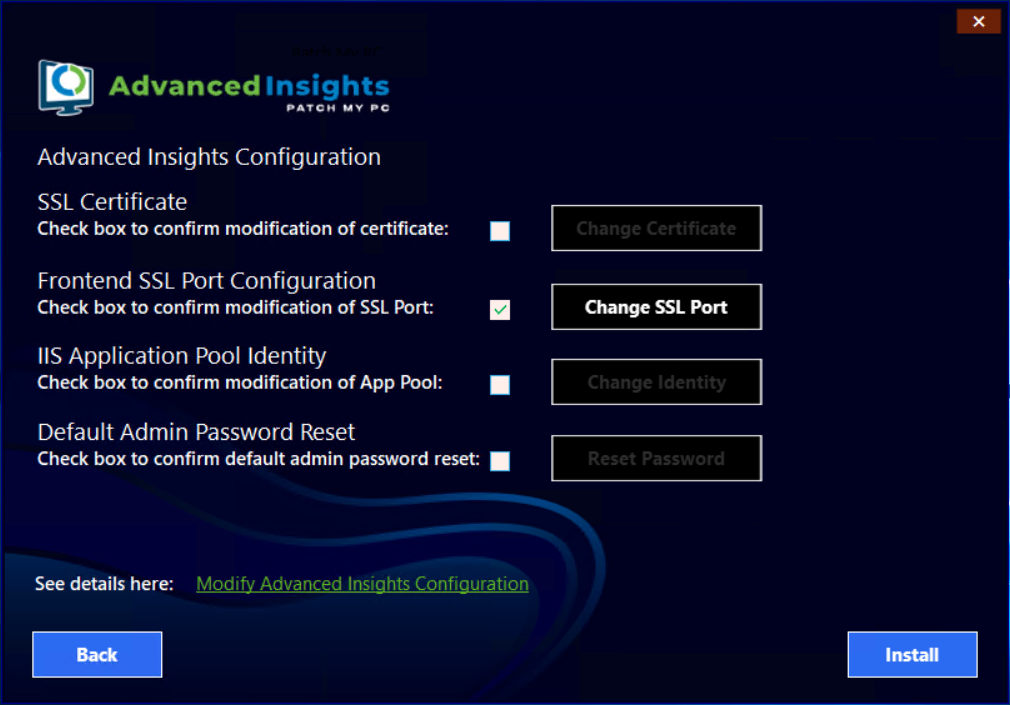 Advanced Insights
PATCH MY PC
Advanced Insights Configuration
SSL Certificate
Check box to confirm modification of certificate:
Change Certificate
Frontend SSL Port Configuration
Check box to confirm modification of SSL Port:
Change SSL Port
IIS Application Pool Identity
Check box to confirm modification of App Pool:
Change Identity
Default Admin Password Reset
Check box to confirm default admin password reset:
Reset Password
See details here: Modify Advanced Insights Configuration
Back
Install